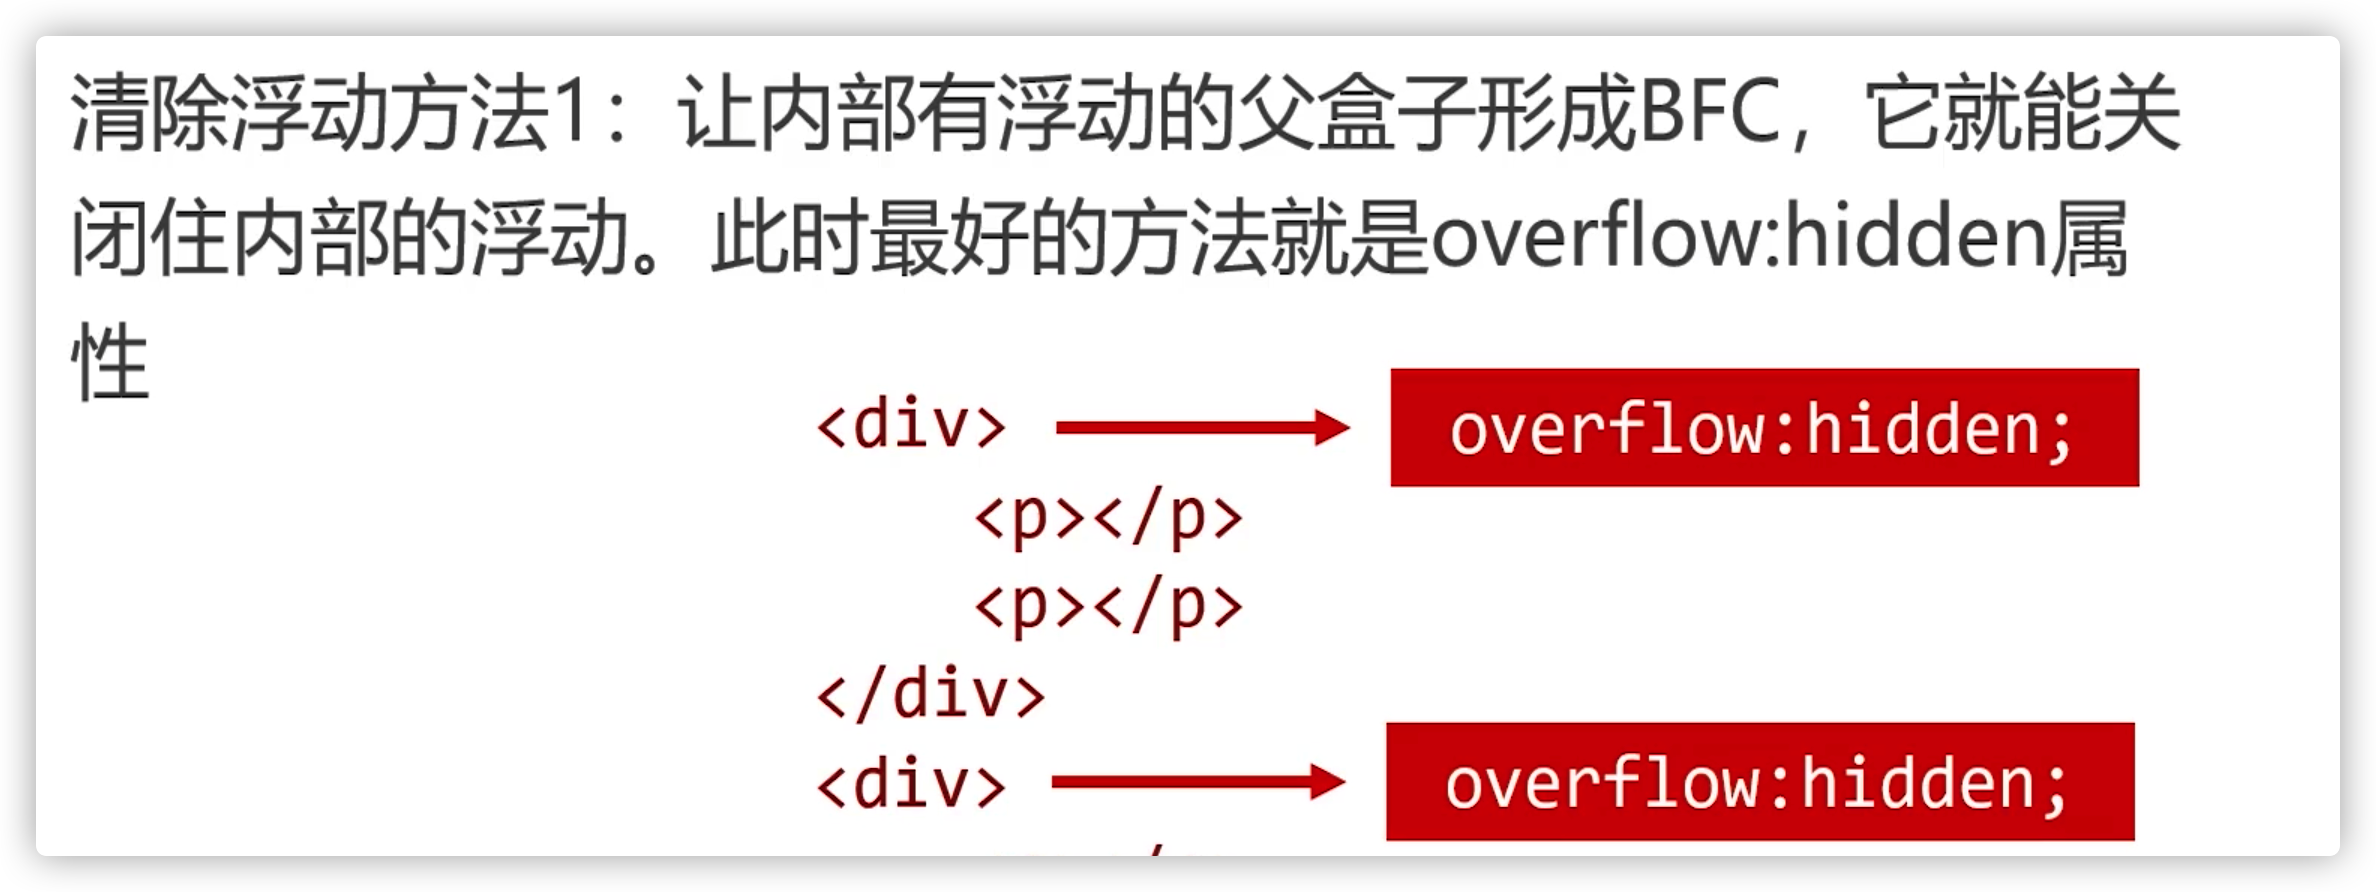 清除浮动方法1：让内部有浮动的父盒子形成BFC，它就能关
闭住内部的浮动。此时最好的方法就是overflow:hidden属
性
<div>
overflow:hidden;
<p></p>
<p></p>
</div>
<div>
overflow:hidden;